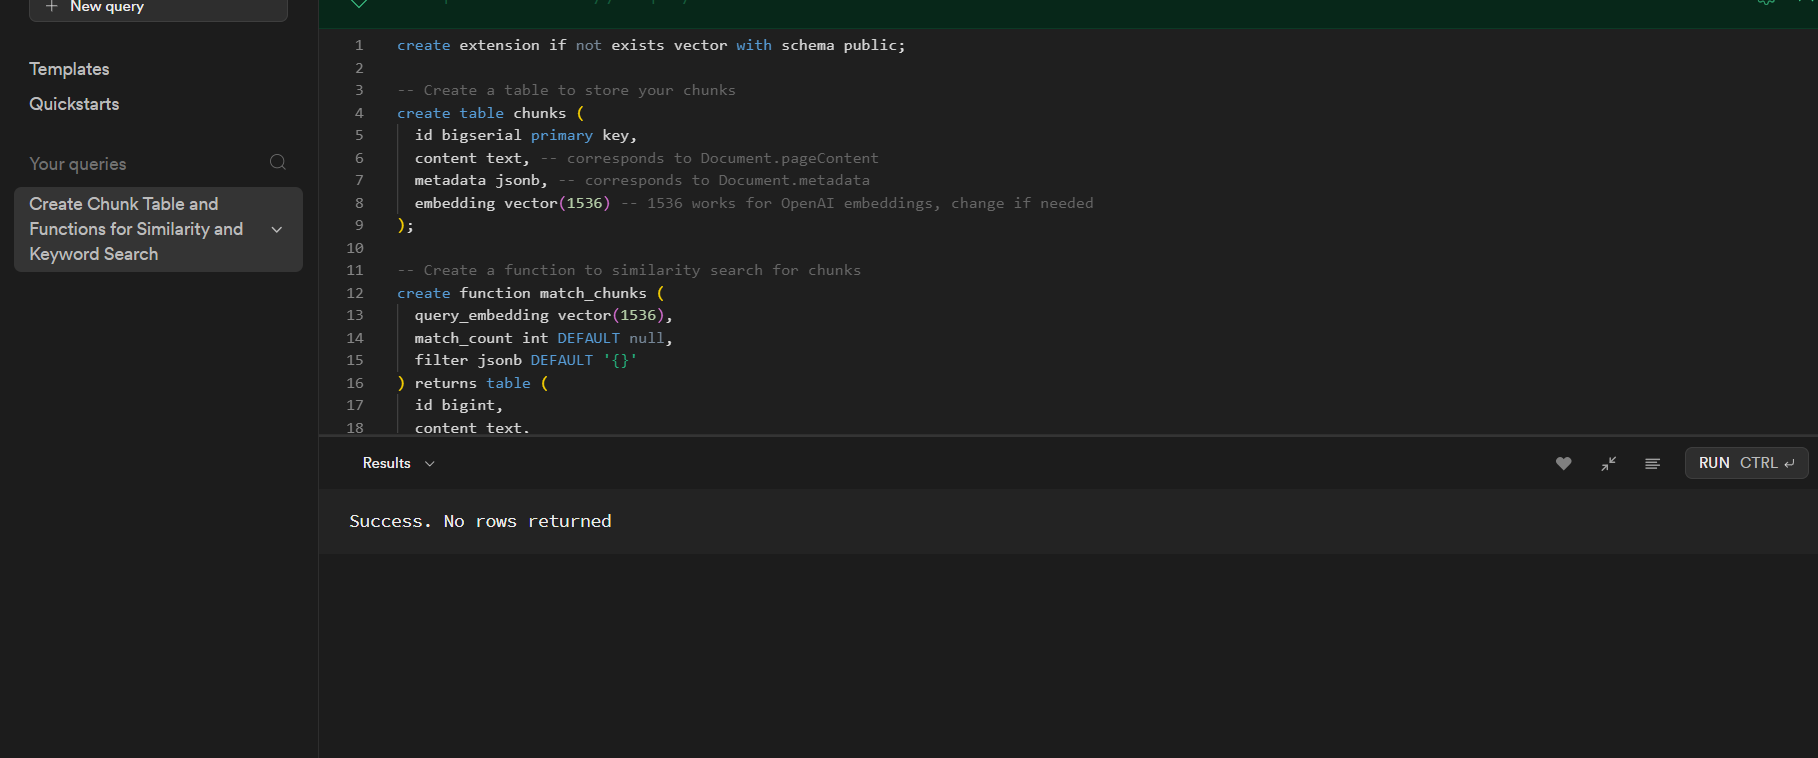 New query
Templates
Quickstarts
Your queries
Create Chunk Table and
Functions for Similarity and
Keyword Search
1 create extension if not exists vector with schema public;
2
3 -- Create a table to store your chunks
4 create table chunks (
5 id bigserial primary key,
6 content text, -- corresponds to Document.pageContent
7 metadata jsonb, -- corresponds to Document.metadata
8 embedding vector(1536) -- 1536 works for OpenAI embeddings, change if needed
9 );
10
11 -- Create a function to similarity search for chunks
12 create function match_chunks (
13 query_embedding vector(1536),
14 match_count int DEFAULT null,
15 filter jsonb DEFAULT '{}'
16 ) returns table (
17 id bigint,
18 content text,
Results
RUN CTRL ↵
Success. No rows returned